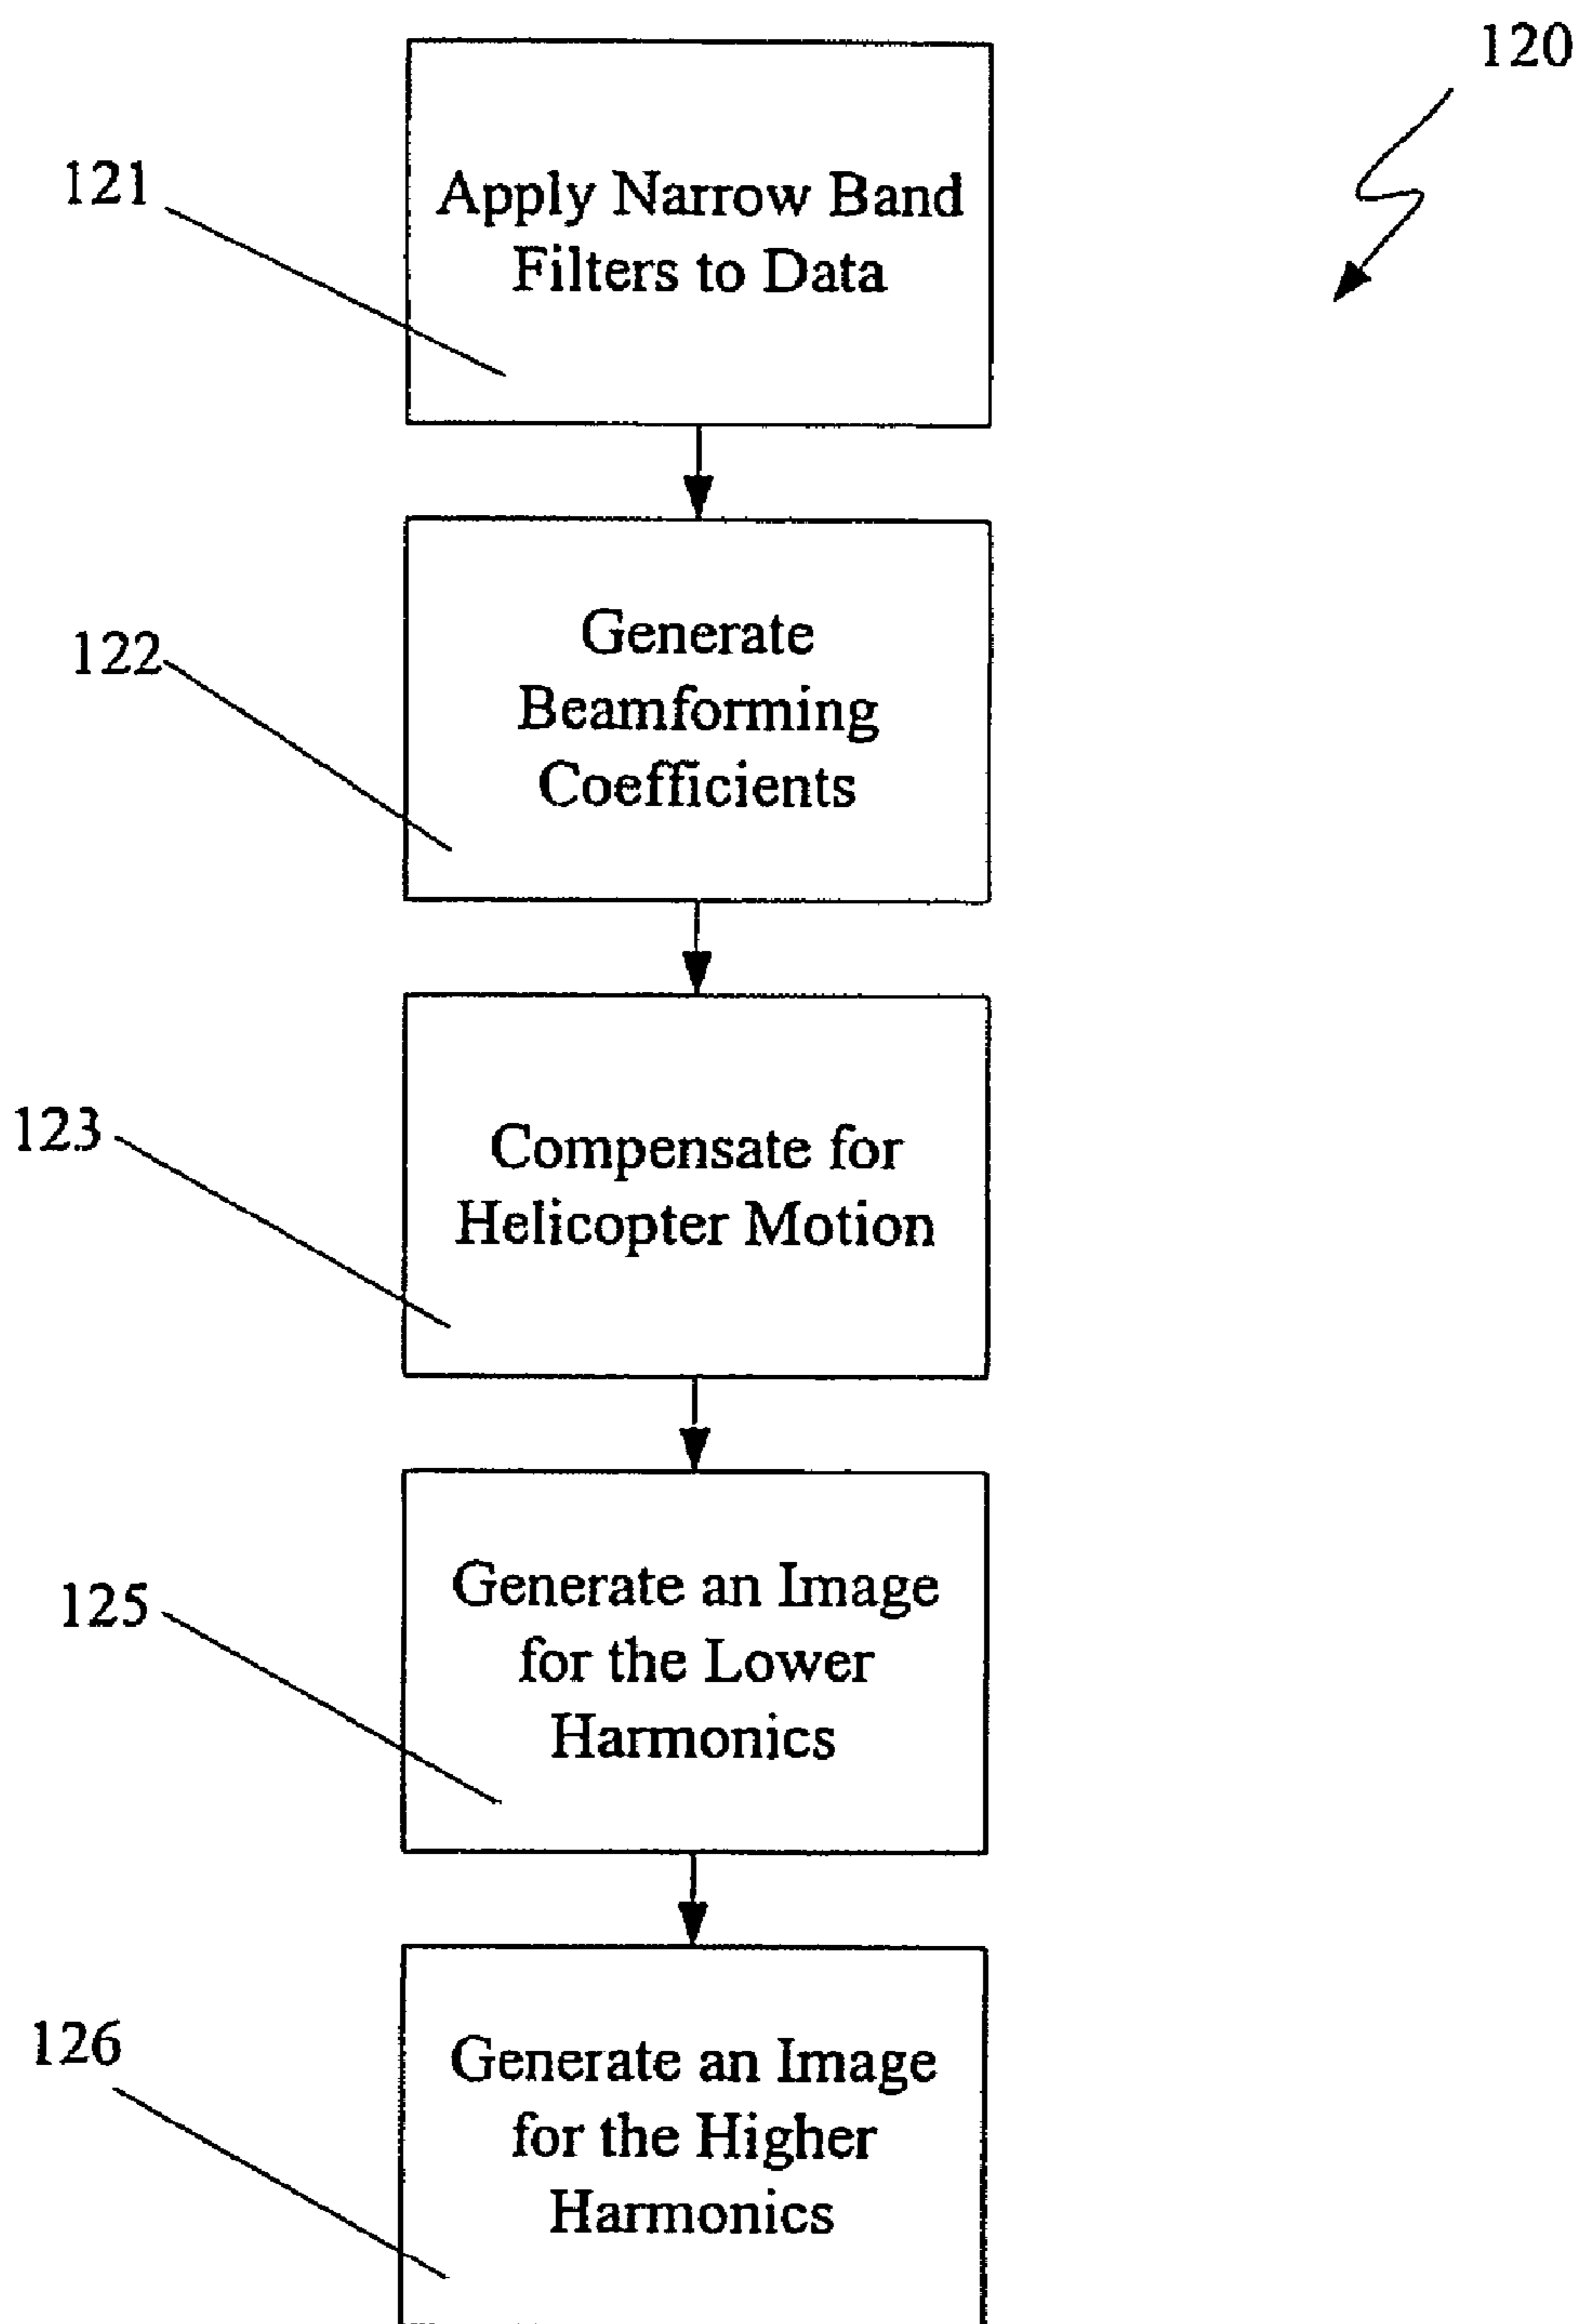 120
121
Apply Narrow Band
Filters to Data
122
Generate
Beamforming
Coefficients
123
Compensate for
Helicopter Motion
125
Generate an Image
for the Lower
Harmonics
126
Generate an Image
for the Higher
Harmonics